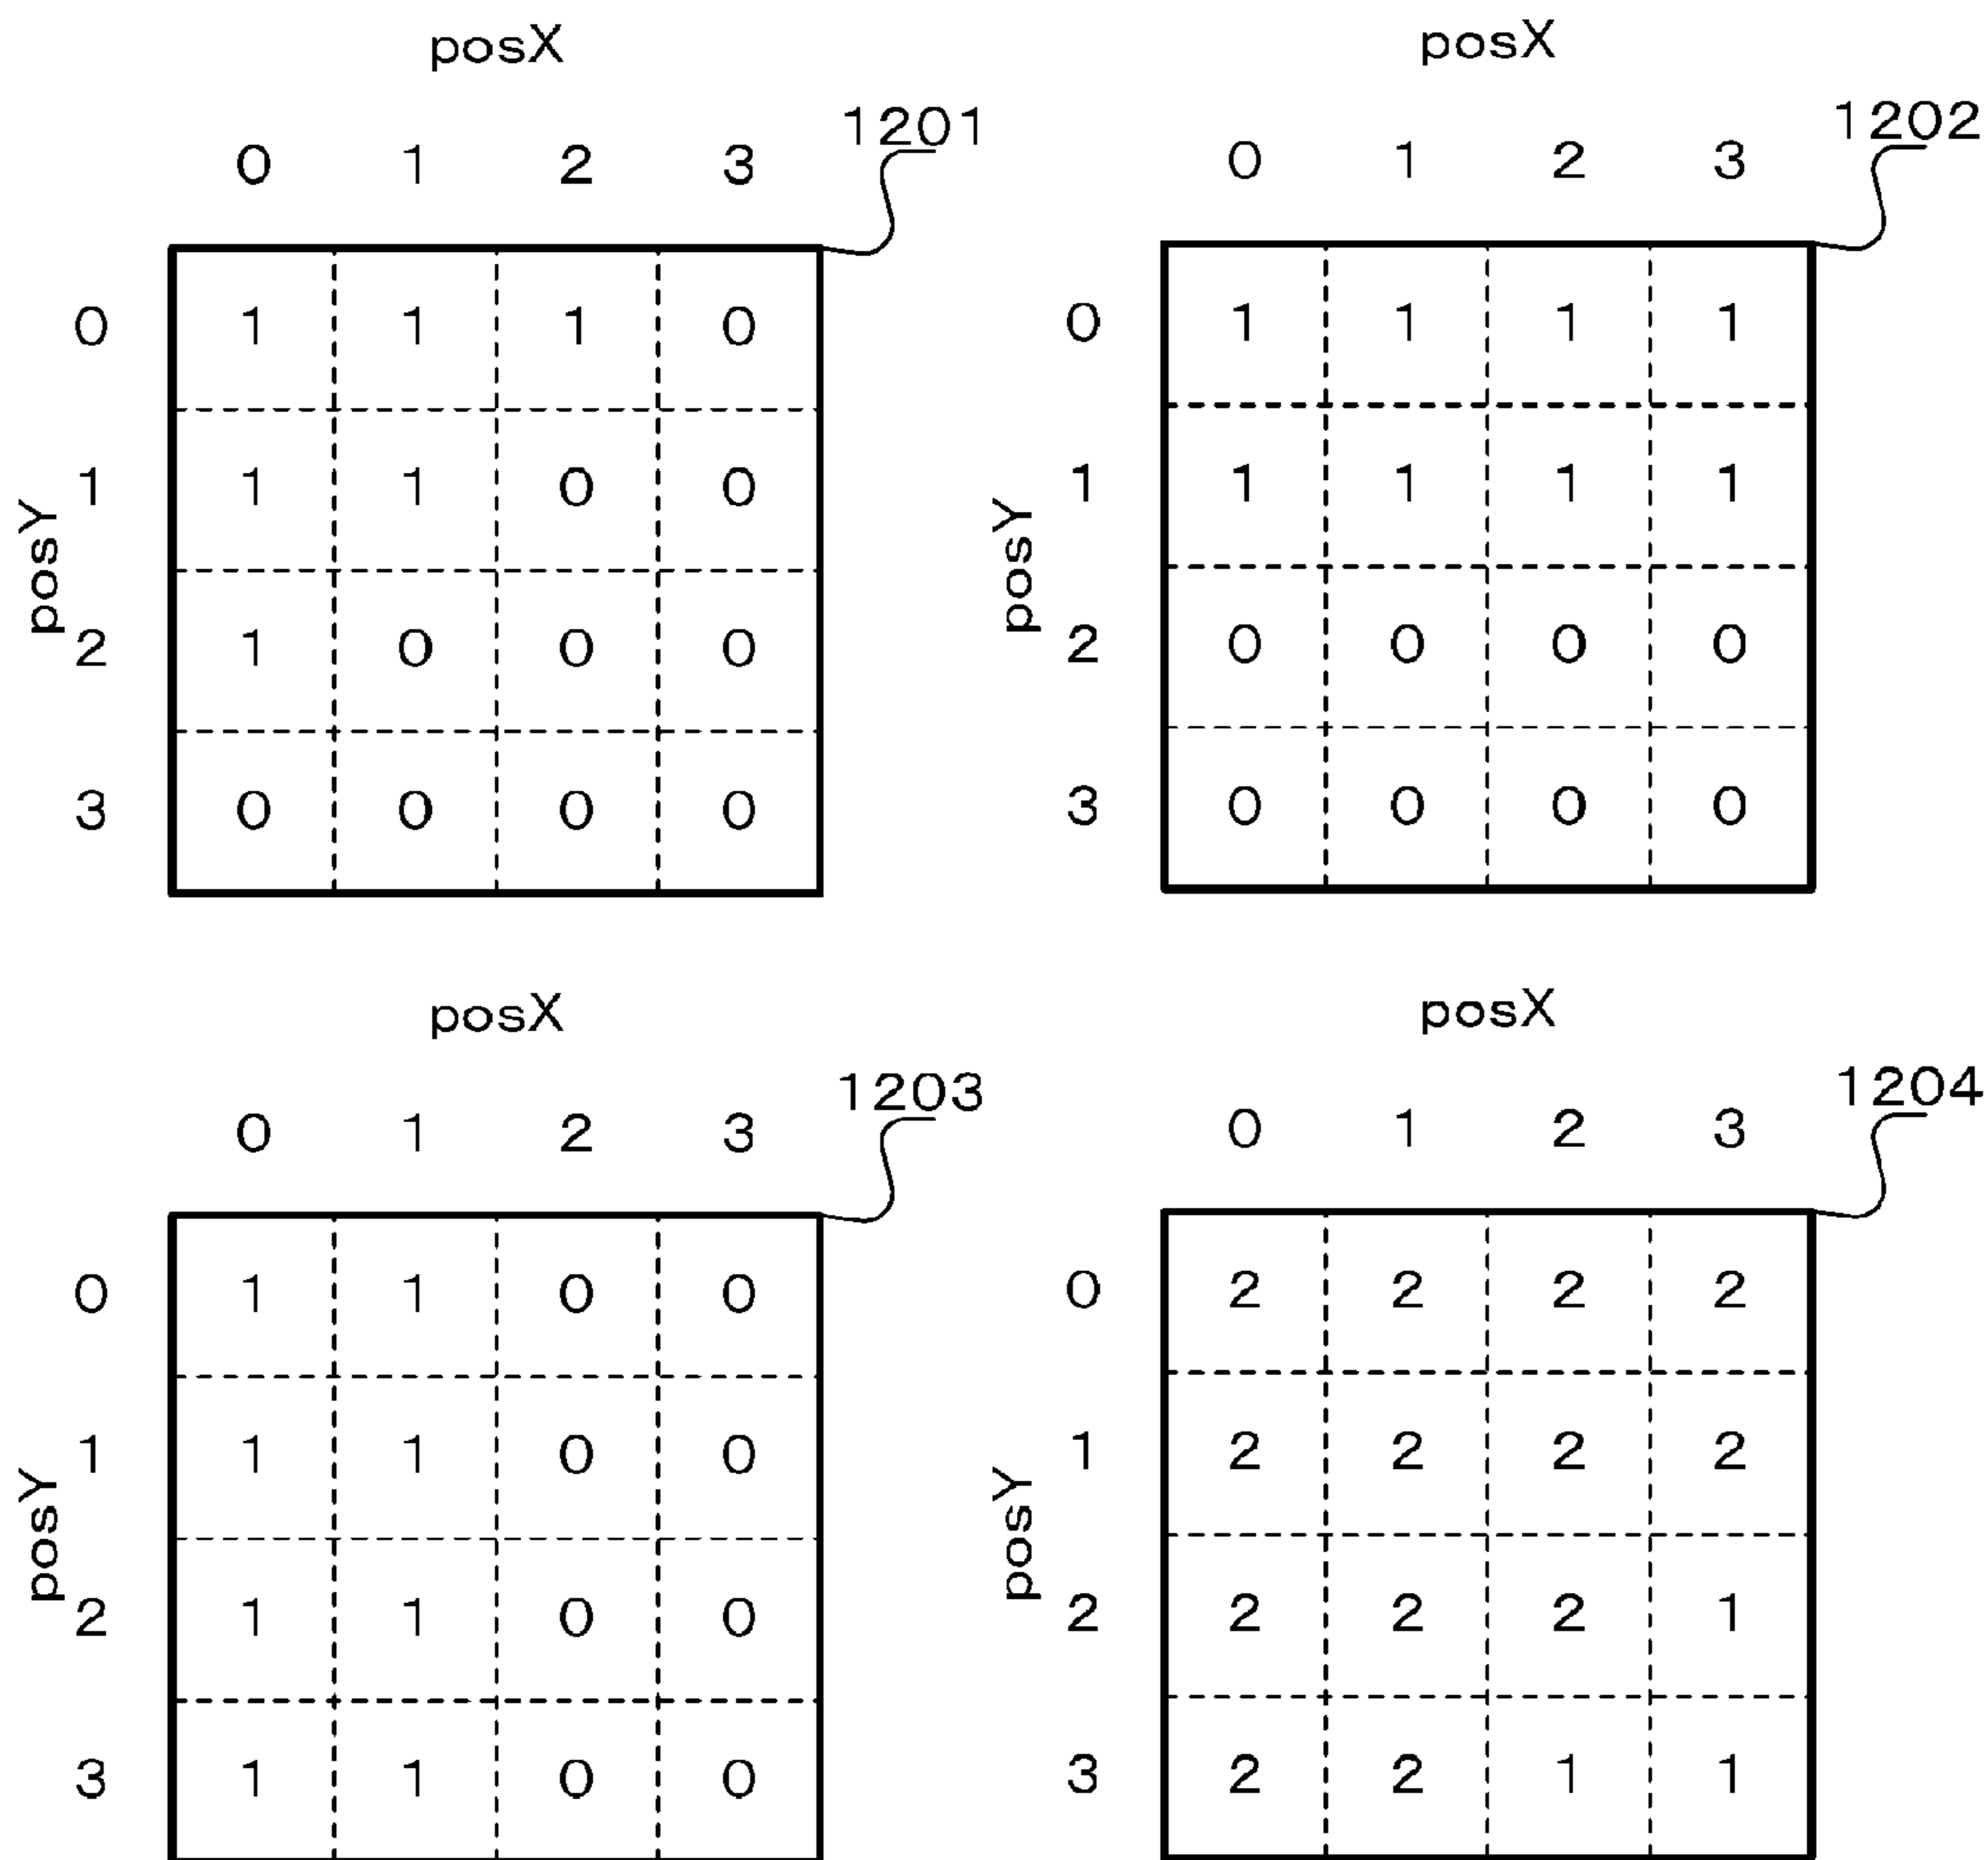 posX
1201
0 1 2 3
posY
0 1 1 1 0
1 1 1 0 0
2 1 0 0 0
3 0 0 0 0
posX
1202
0 1 2 3
posY
0 1 1 1 1
1 1 1 1 1
2 0 0 0 0
3 0 0 0 0
posX
1203
0 1 2 3
posY
0 1 1 0 0
1 1 1 0 0
2 1 1 0 0
3 1 1 0 0
posX
1204
0 1 2 3
posY
0 2 2 2 2
1 2 2 2 2
2 2 2 2 1
3 2 2 1 1